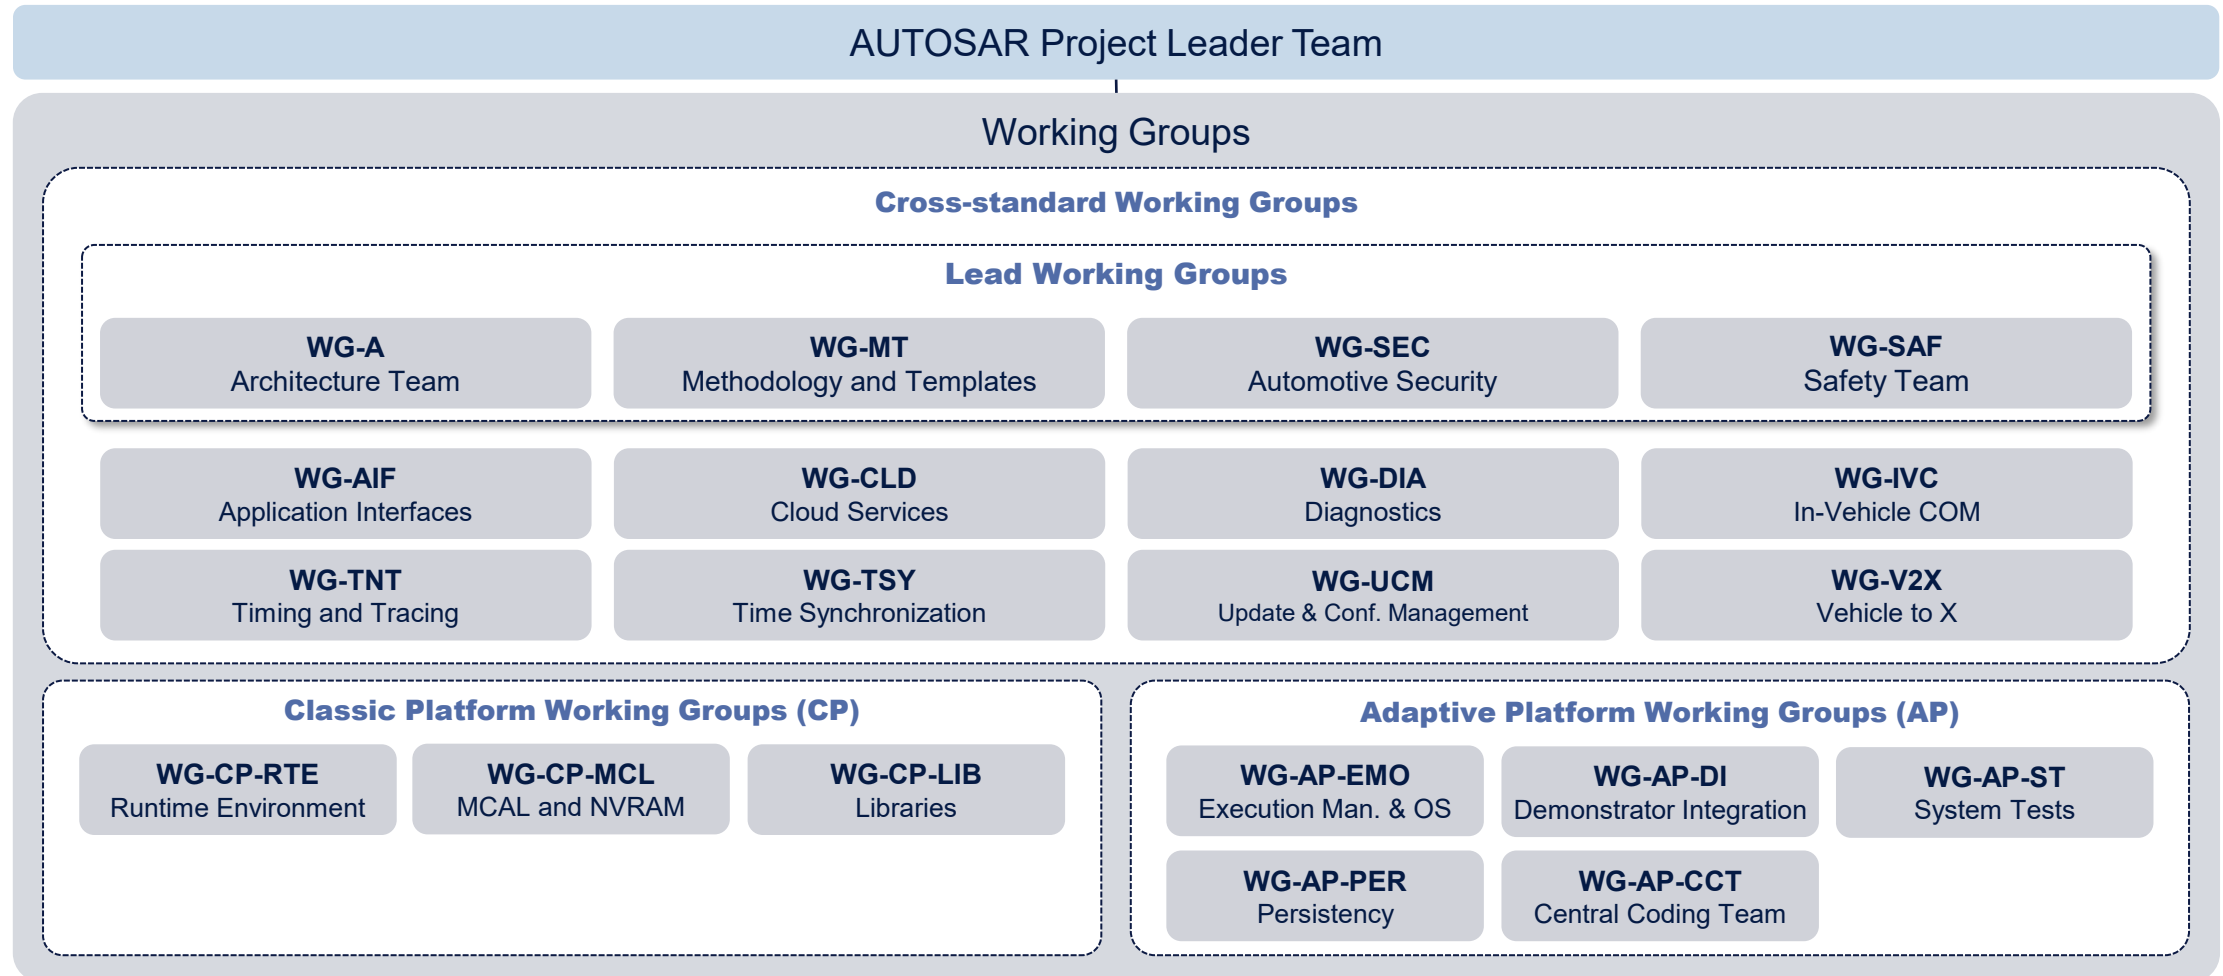 AUTOSAR Project Leader Team
Working Groups
Cross-standard Working Groups
Lead Working Groups
WG-A
Architecture Team
WG-MT
Methodology and Templates
WG-SEC
Automotive Security
WG-SAF
Safety Team
WG-AIF
Application Interfaces
WG-CLD
Cloud Services
WG-DIA
Diagnostics
WG-IVC
In-Vehicle COM
WG-TNT
Timing and Tracing
WG-TSY
Time Synchronization
WG-UCM
Update & Conf. Management
WG-V2X
Vehicle to X
Classic Platform Working Groups (CP)
WG-CP-RTE
Runtime Environment
WG-CP-MCL
MCAL and NVRAM
WG-CP-LIB
Libraries
Adaptive Platform Working Groups (AP)
WG-AP-EMO
Execution Man. & OS
WG-AP-DI
Demonstrator Integration
WG-AP-ST
System Tests
WG-AP-PER
Persistency
WG-AP-CCT
Central Coding Team